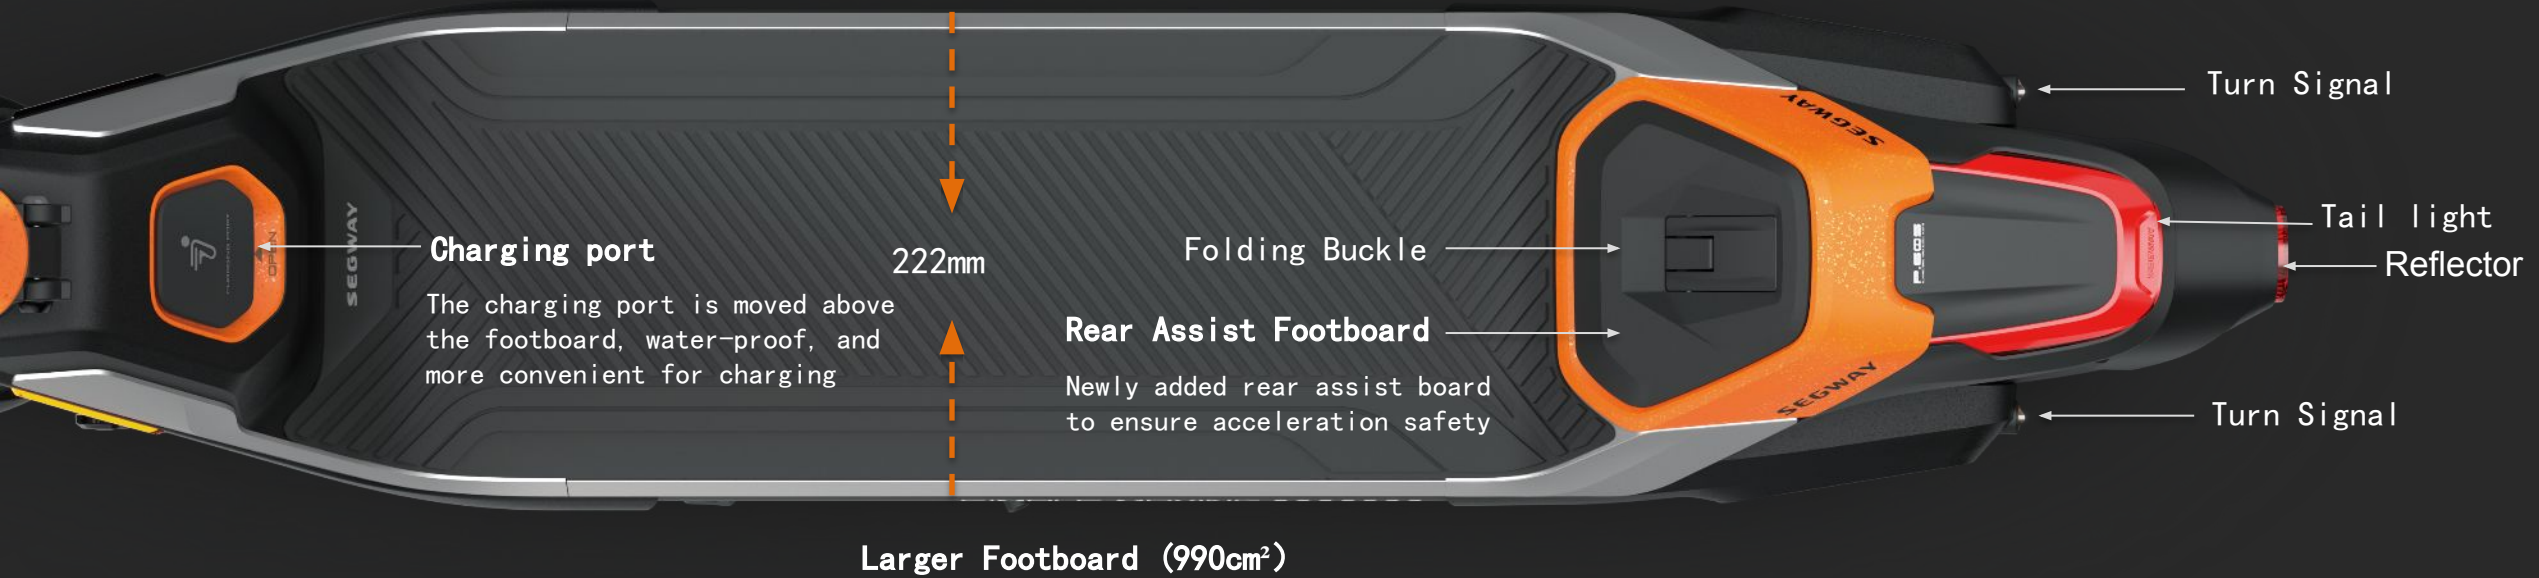 Turn Signal
SEGWAY
Tail light
Reflector
Charging port
OPEN
SEGWAY
222mm
Folding Buckle
The charging port is moved above
the footboard, water-proof, and
more convenient for charging
Rear Assist Footboard
Newly added rear assist board
to ensure acceleration safety
SEGWAY
Turn Signal
Larger Footboard (990cm²)